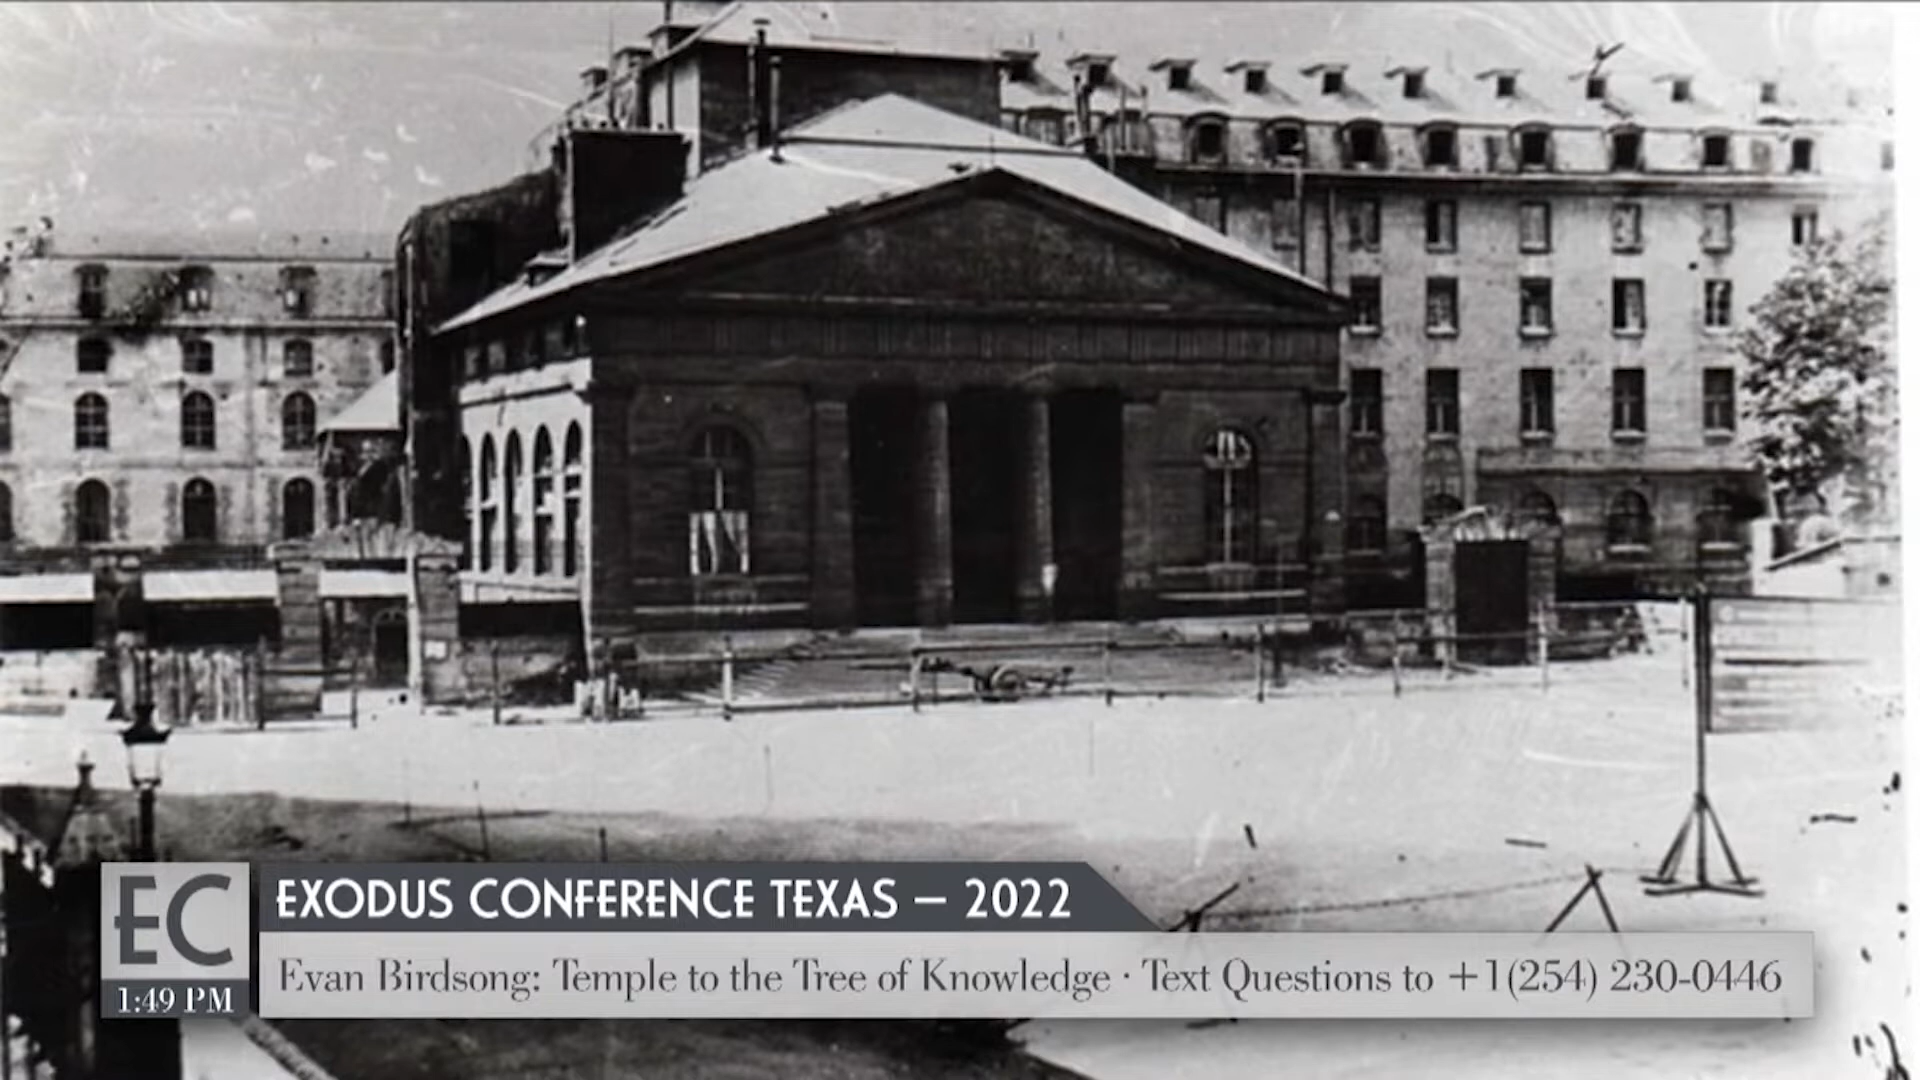 EC
EXODUS CONFERENCE TEXAS – 2022
Evan Birdsong: Temple to the Tree of Knowledge · Text Questions to +1(254) 230-0446
1:49 PM